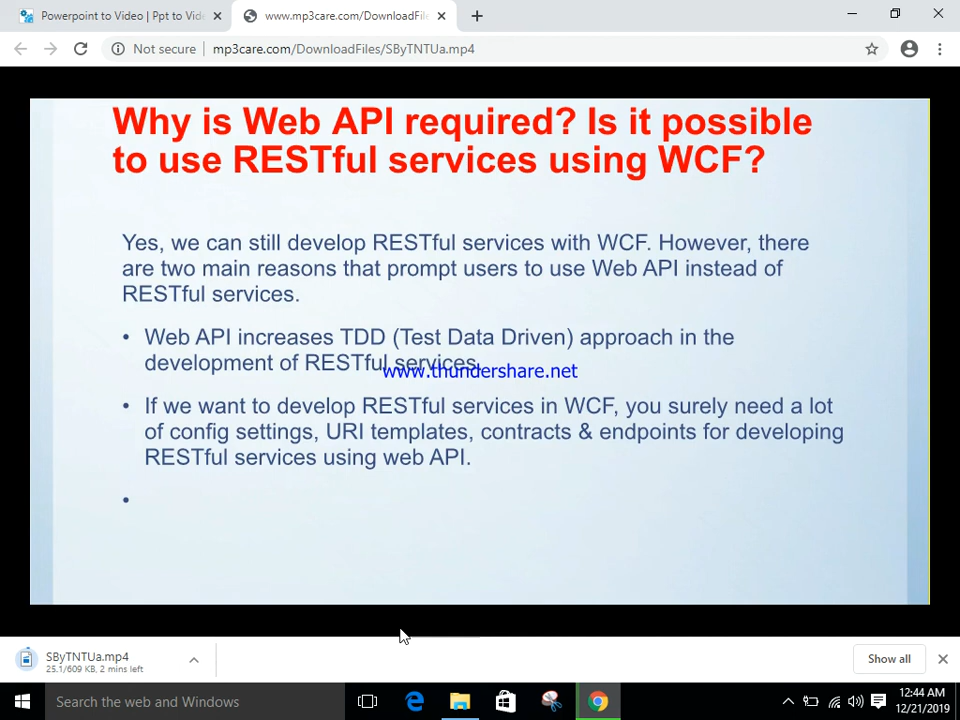 Powerpoint to Video | Ppt to Vide
www.mp3care.com/DownloadFile
Not secure | mp3care.com/DownloadFiles/SByTNTUa.mp4
Why is Web API required? Is it possible
to use RESTful services using WCF?
Yes, we can still develop RESTful services with WCF. However, there
are two main reasons that prompt users to use Web API instead of
RESTful services.
• Web API increases TDD (Test Data Driven) approach in the
development of RESTful services.
www.thundershare.net
• If we want to develop RESTful services in WCF, you surely need a lot
of config settings, URI templates, contracts & endpoints for developing
RESTful services using web API.
•
SByTNTUa.mp4
25.1/609 KB, 2 mins left
Show all
Search the web and Windows
12:44 AM
12/21/2019